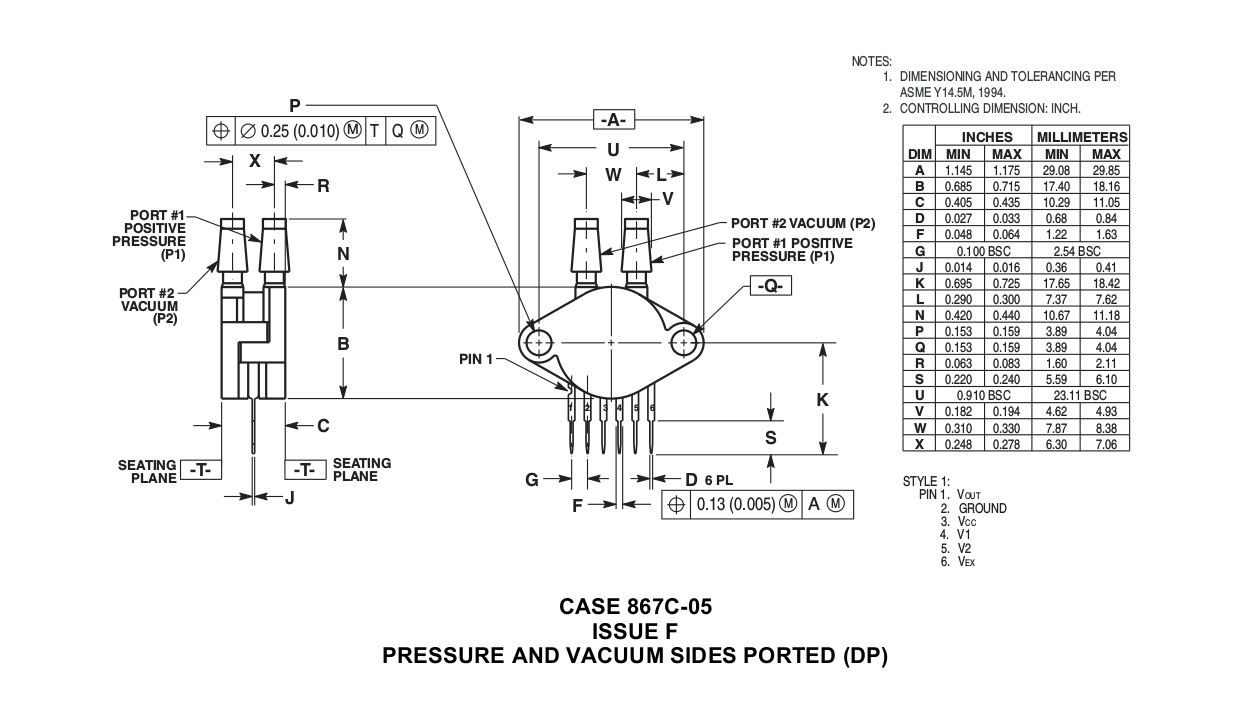 NOTES:
1. DIMENSIONING AND TOLERANCING PER
ASME Y14.5M, 1994.
2. CONTROLLING DIMENSION: INCH.
P
⌖ ∅ 0.25 (0.010) Ⓜ T Q Ⓜ
X
R
PORT #1
POSITIVE
PRESSURE
(P1)
PORT #2
VACUUM
(P2)
N
B
C
SEATING
PLANE
-T-
-T-
SEATING
PLANE
J
-A-
U
W
L
V
PORT #2 VACUUM (P2)
PORT #1 POSITIVE
PRESSURE (P1)
-Q-
PIN 1
1 2 3 4 5 6
K
S
G
F
D 6 PL
⌖ 0.13 (0.005) Ⓜ A Ⓜ
INCHES MILLIMETERS
DIM MIN MAX MIN MAX
A 1.145 1.175 29.08 29.85
B 0.685 0.715 17.40 18.16
C 0.405 0.435 10.29 11.05
D 0.027 0.033 0.68 0.84
F 0.048 0.064 1.22 1.63
G 0.100 BSC 2.54 BSC
J 0.014 0.016 0.36 0.41
K 0.695 0.725 17.65 18.42
L 0.290 0.300 7.37 7.62
N 0.420 0.440 10.67 11.18
P 0.153 0.159 3.89 4.04
Q 0.153 0.159 3.89 4.04
R 0.063 0.083 1.60 2.11
S 0.220 0.240 5.59 6.10
U 0.910 BSC 23.11 BSC
V 0.182 0.194 4.62 4.93
W 0.310 0.330 7.87 8.38
X 0.248 0.278 6.30 7.06
STYLE 1:
PIN 1. VOUT
2. GROUND
3. VCC
4. V1
5. V2
6. VEX
CASE 867C-05
ISSUE F
PRESSURE AND VACUUM SIDES PORTED (DP)